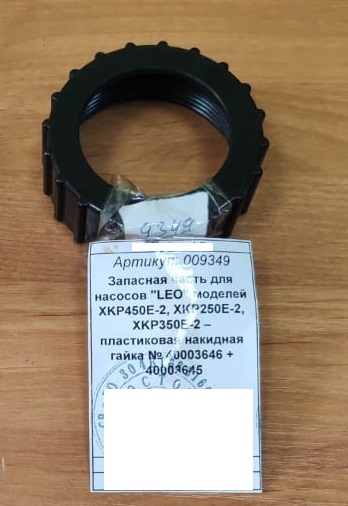 9349
Артикул: 009349
Запасная часть для
насосов "LEO" моделей
XKP450E-2, XKP250E-2,
XKP350E-2 –
пластиковая накидная
гайка № 40003646 +
40003645